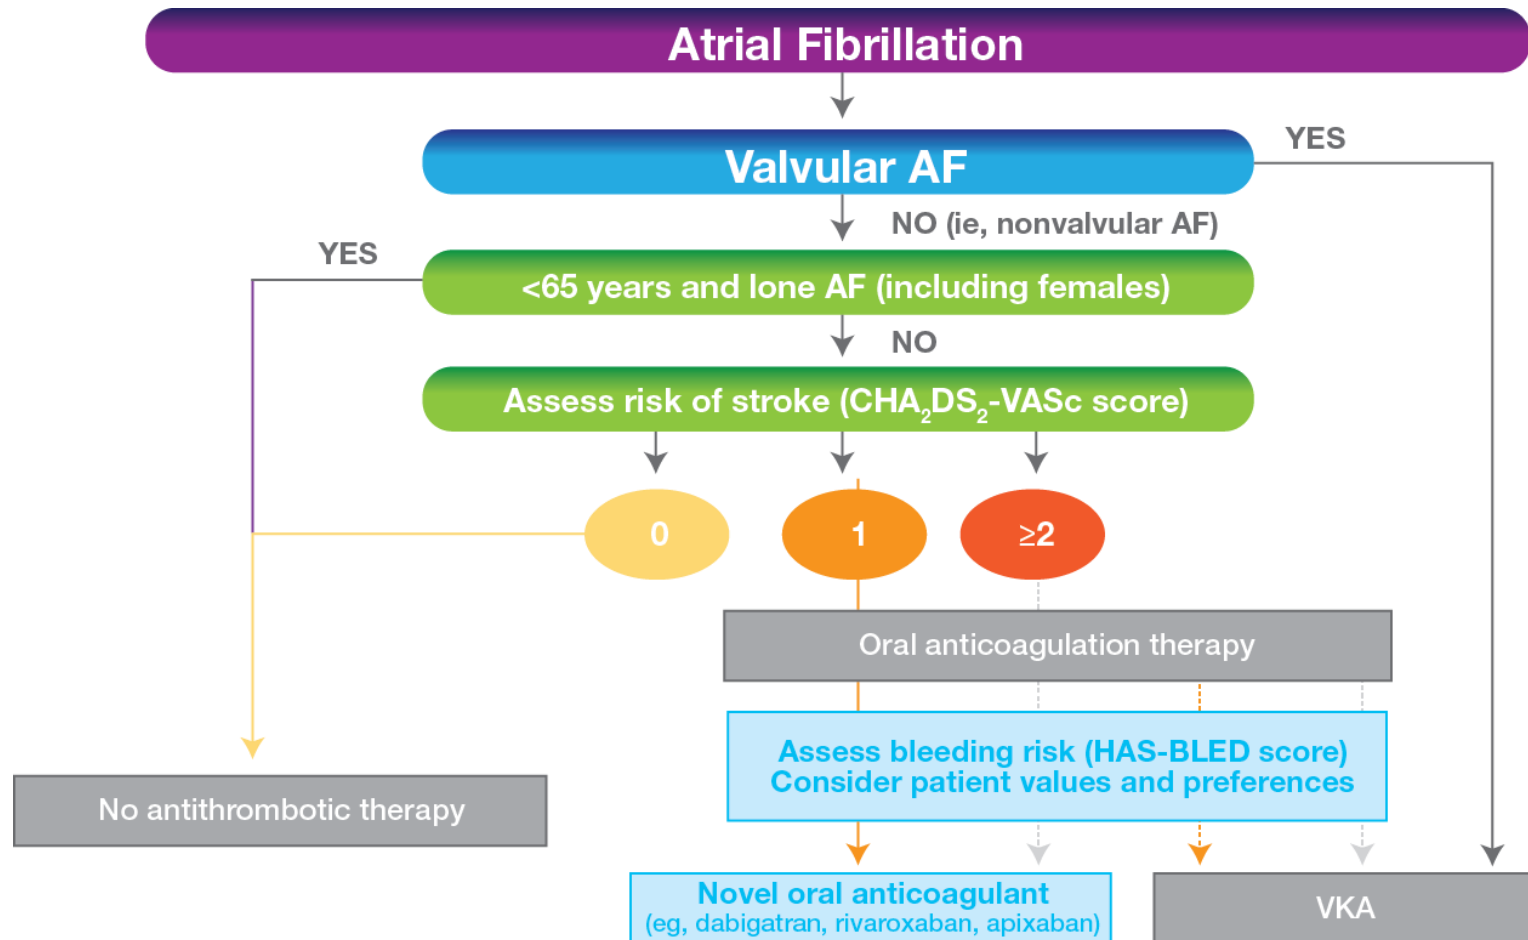 Atrial Fibrillation
Valvular AF
YES
NO (ie, nonvalvular AF)
YES
<65 years and lone AF (including females)
NO
Assess risk of stroke (CHA₂DS₂-VASc score)
0
1
≥2
Oral anticoagulation therapy
Assess bleeding risk (HAS-BLED score)
Consider patient values and preferences
No antithrombotic therapy
Novel oral anticoagulant
(eg, dabigatran, rivaroxaban, apixaban)
VKA